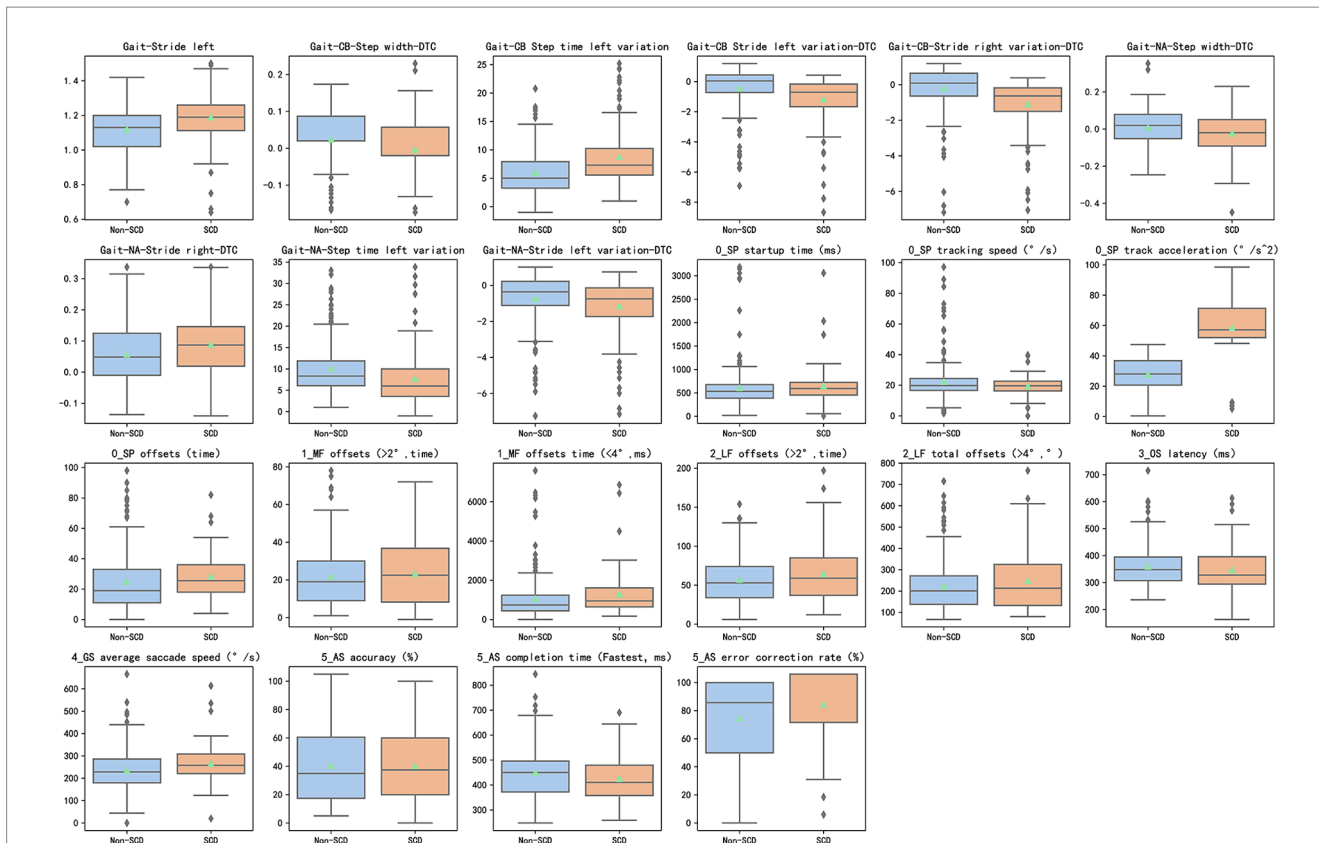 Gait-Stride left
Gait-CB-Step width-DTC
Gait-CB Step time left variation
Gait-CB Stride left variation-DTC
Gait-CB-Stride right variation-DTC
Gait-NA-Step width-DTC
1.4
1.2
1.0
0.8
0.6
Non-SCD
SCD
0.2
0.1
0.0
-0.1
Non-SCD
SCD
25
20
15
10
5
0
Non-SCD
SCD
0
-2
-4
-6
-8
Non-SCD
SCD
0
-2
-4
-6
Non-SCD
SCD
0.2
0.0
-0.2
-0.4
Non-SCD
SCD
Gait-NA-Stride right-DTC
Gait-NA-Step time left variation
Gait-NA-Stride left variation-DTC
0_SP startup time (ms)
0_SP tracking speed (° /s)
0_SP track acceleration (° /s^2)
0.3
0.2
0.1
0.0
-0.1
Non-SCD
SCD
35
30
25
20
15
10
5
0
Non-SCD
SCD
0
-2
-4
-6
Non-SCD
SCD
3000
2500
2000
1500
1000
500
0
Non-SCD
SCD
100
80
60
40
20
0
Non-SCD
SCD
100
80
60
40
20
0
Non-SCD
SCD
0_SP offsets (time)
1_MF offsets (>2° ,time)
1_MF offsets time (<4° ,ms)
2_LF offsets (>2° ,time)
2_LF total offsets (>4° ,° )
3_OS latency (ms)
100
80
60
40
20
0
Non-SCD
SCD
80
60
40
20
0
Non-SCD
SCD
6000
4000
2000
0
Non-SCD
SCD
200
150
100
50
0
Non-SCD
SCD
800
700
600
500
400
300
200
100
Non-SCD
SCD
700
600
500
400
300
200
Non-SCD
SCD
4_GS average saccade speed (° /s)
5_AS accuracy (%)
5_AS completion time (Fastest, ms)
5_AS error correction rate (%)
600
500
400
300
200
100
0
Non-SCD
SCD
100
80
60
40
20
0
Non-SCD
SCD
800
700
600
500
400
300
Non-SCD
SCD
100
80
60
40
20
0
Non-SCD
SCD